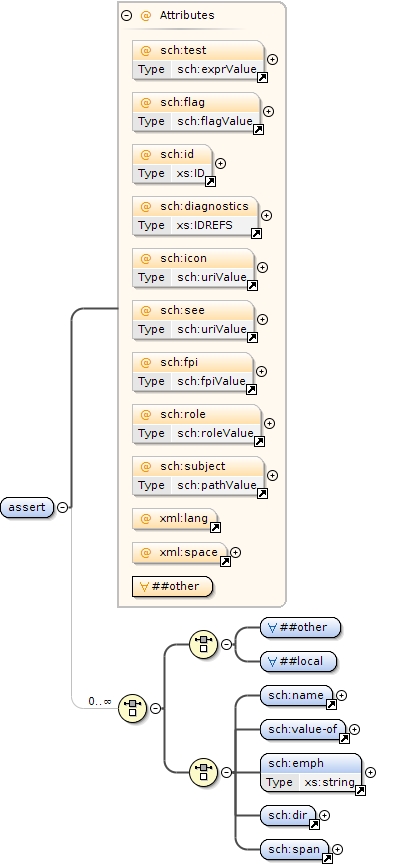 Attributes
@ sch:test
Type sch:exprValue
@ sch:flag
Type sch:flagValue
@ sch:id
Type xs:ID
@ sch:diagnostics
Type xs:IDREFS
@ sch:icon
Type sch:uriValue
@ sch:see
Type sch:uriValue
@ sch:fpi
Type sch:fpiValue
@ sch:role
Type sch:roleValue
@ sch:subject
Type sch:pathValue
@ xml:lang
@ xml:space
∀ ##other
assert
0..∞
∀ ##other
∀ ##local
sch:name
sch:value-of
sch:emph
Type xs:string
sch:dir
sch:span